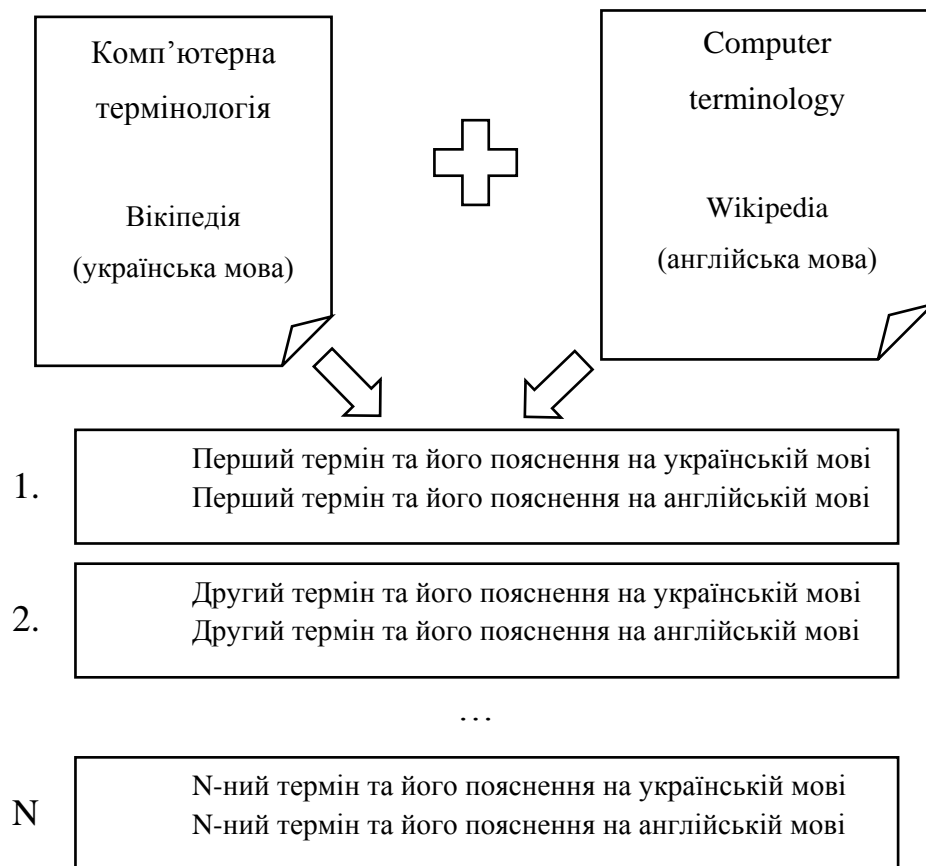 Комп’ютерна
термінологія
Вікіпедія
(українська мова)
Computer
terminology
Wikipedia
(англійська мова)
1.
Перший термін та його пояснення на українській мові
Перший термін та його пояснення на англійській мові
2.
Другий термін та його пояснення на українській мові
Другий термін та його пояснення на англійській мові
…
N
N-ний термін та його пояснення на українській мові
N-ний термін та його пояснення на англійській мові